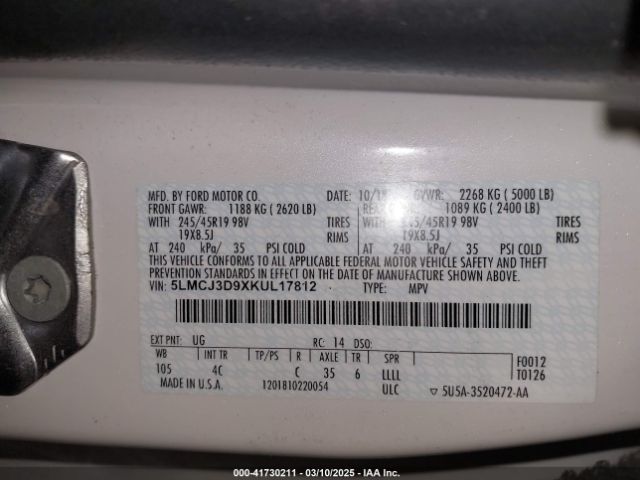 MFD. BY FORD MOTOR CO. DATE: 10/18 GVWR: 2268 KG ( 5000 LB)
FRONT GAWR: 1188 KG ( 2620 LB) 1089 KG ( 2400 LB)
WITH 245/45R19 98V TIRES WITH 245/45R19 98V TIRES
19X8.5J RIMS 19X8.5J RIMS
AT 240 kPa/ 35 PSI COLD AT 240 kPa/ 35 PSI COLD
THIS VEHICLE CONFORMS TO ALL APPLICABLE FEDERAL MOTOR VEHICLE SAFETY AND THEFT
PREVENTION STANDARDS IN EFFECT ON THE DATE OF MANUFACTURE SHOWN ABOVE.
VIN: 5LMCJ3D9XKUL17812 TYPE: MPV
EXT PNT: UG RC: 14 DSO:
WB INT TR TP/PS R AXLE TR SPR F0012
105 4C C 35 6 LLLL T0126
MADE IN U.S.A. 1201810220054 ULC ▽ 5U5A-3520472-AA
000-41730211 - 03/10/2025 - IAA Inc.